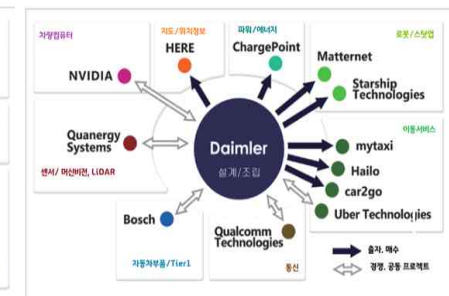 차량컴퓨터
NVIDIA
지도/위치정보
HERE
파워/에너지
ChargePoint
로봇/스탓업
Matternet
Starship
Technologies
Quanergy
Systems
센서/ 머신비전, LiDAR
Daimler
설계/조립
이동서비스
mytaxi
Hailo
car2go
Uber Technologies
Bosch
자동차부품/Tier1
Qualcomm
Technologies
통신
출자, 매수
경쟁, 공동 프로젝트